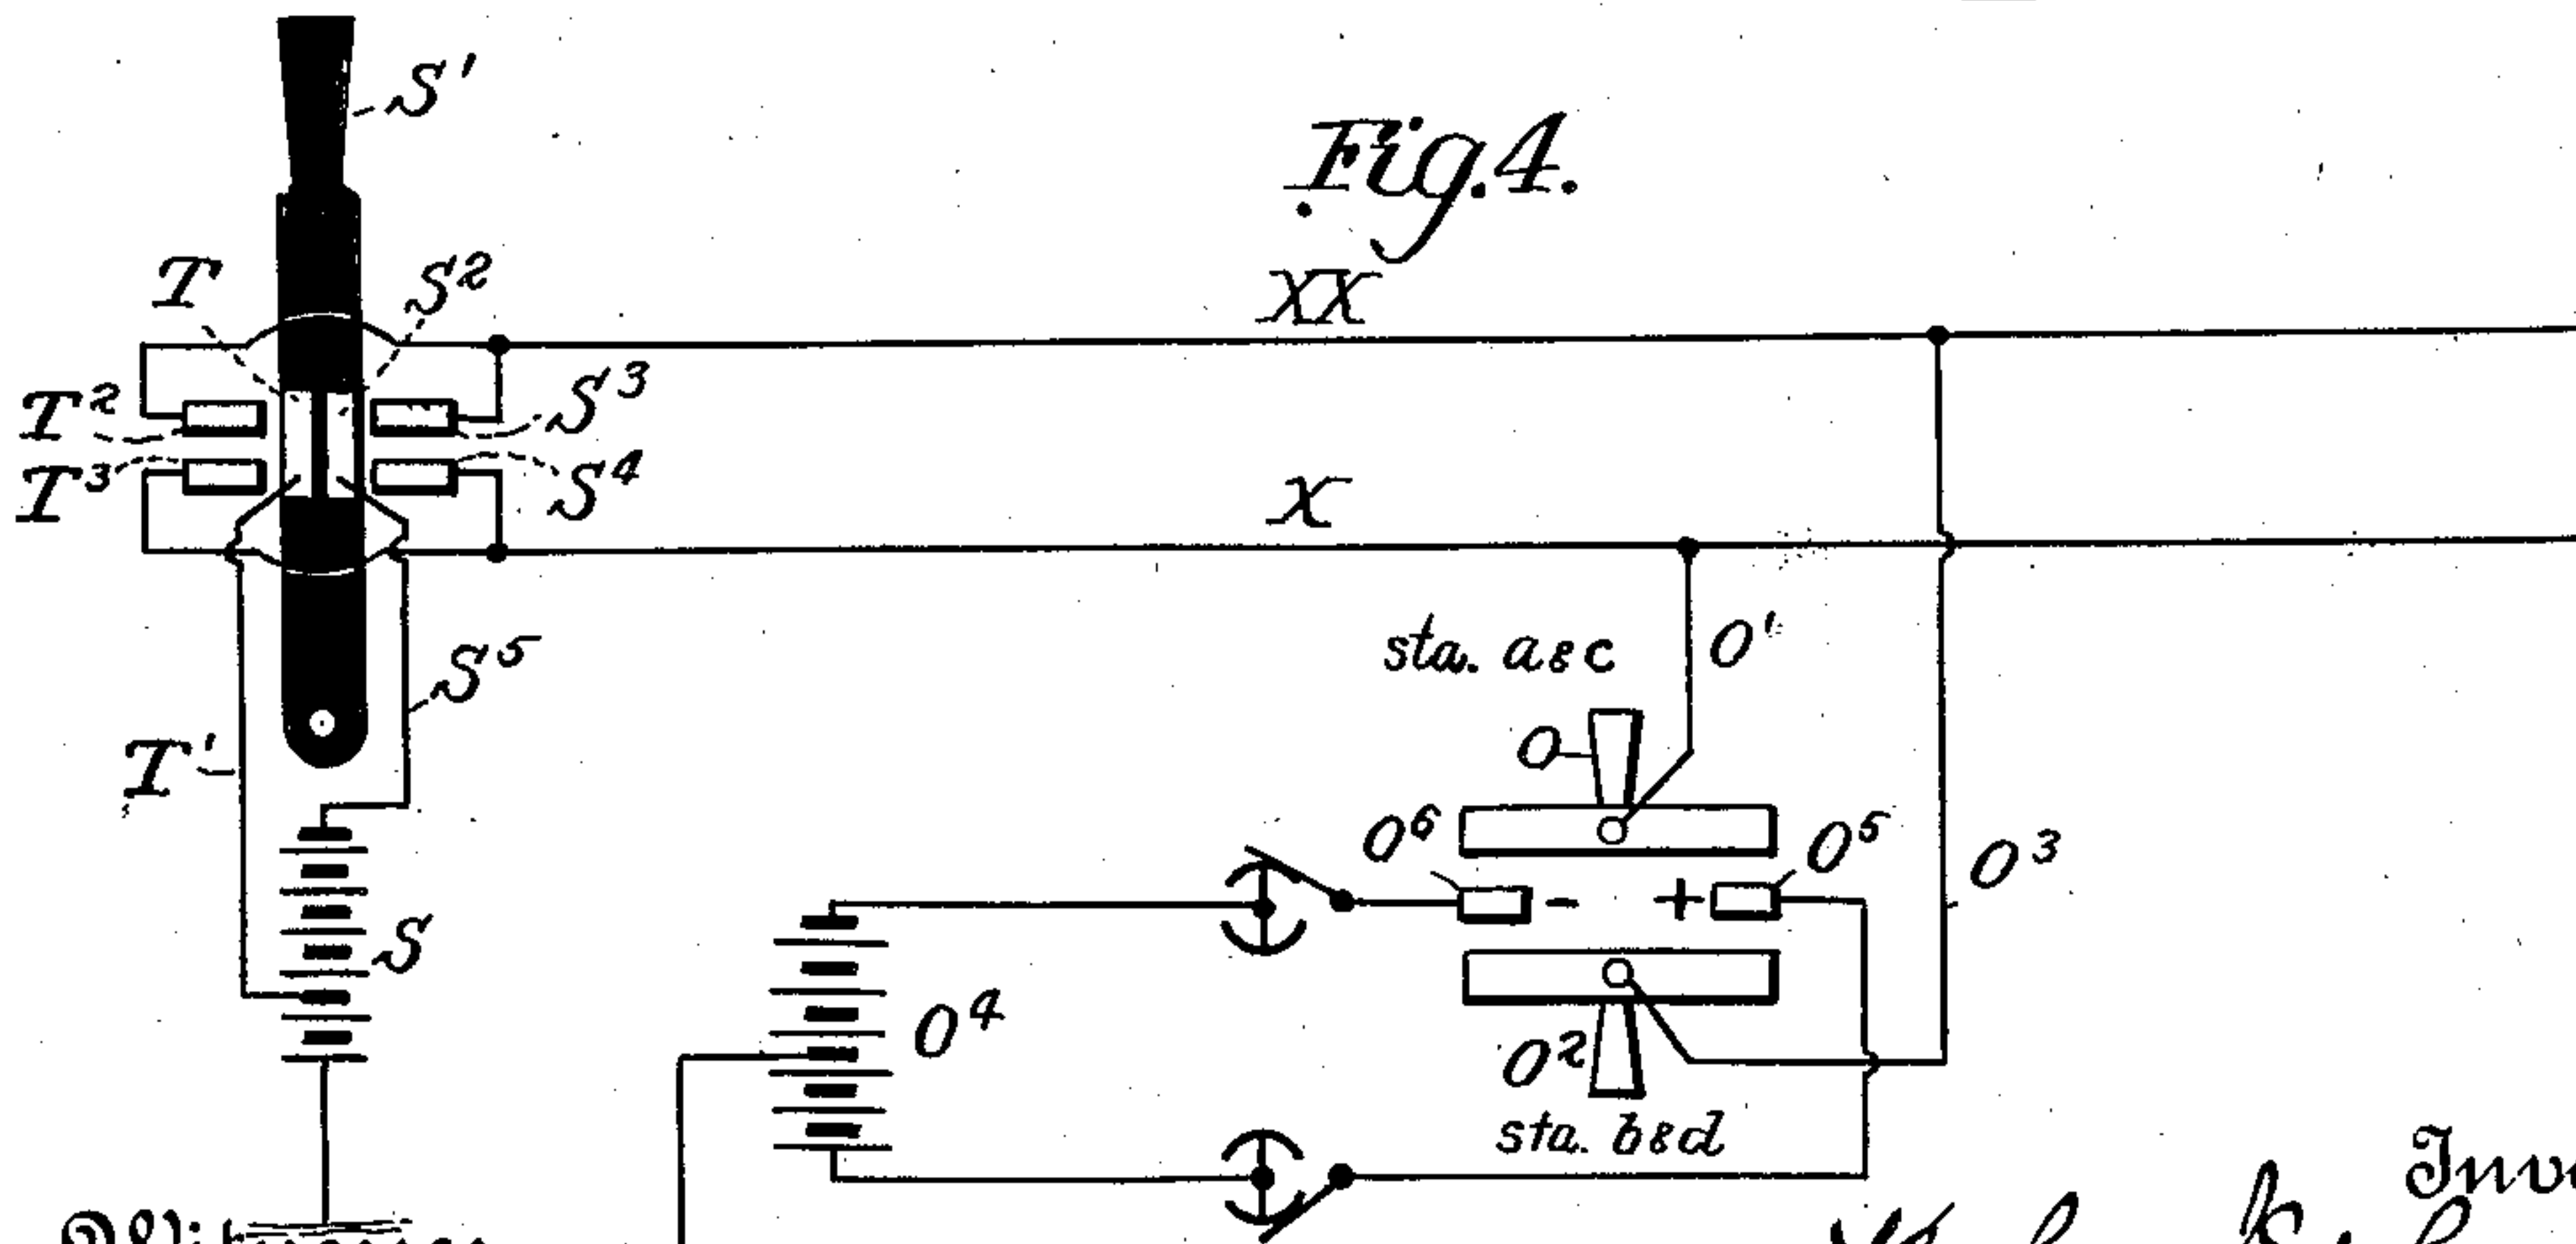 S'
Fig. 4.
T
S²
XX
T²
S³
T³
S⁴
X
sta. a&c
O'
S⁵
T'
O
O⁶
O⁵
O³
- +
S
O⁴
O²
sta. b&d